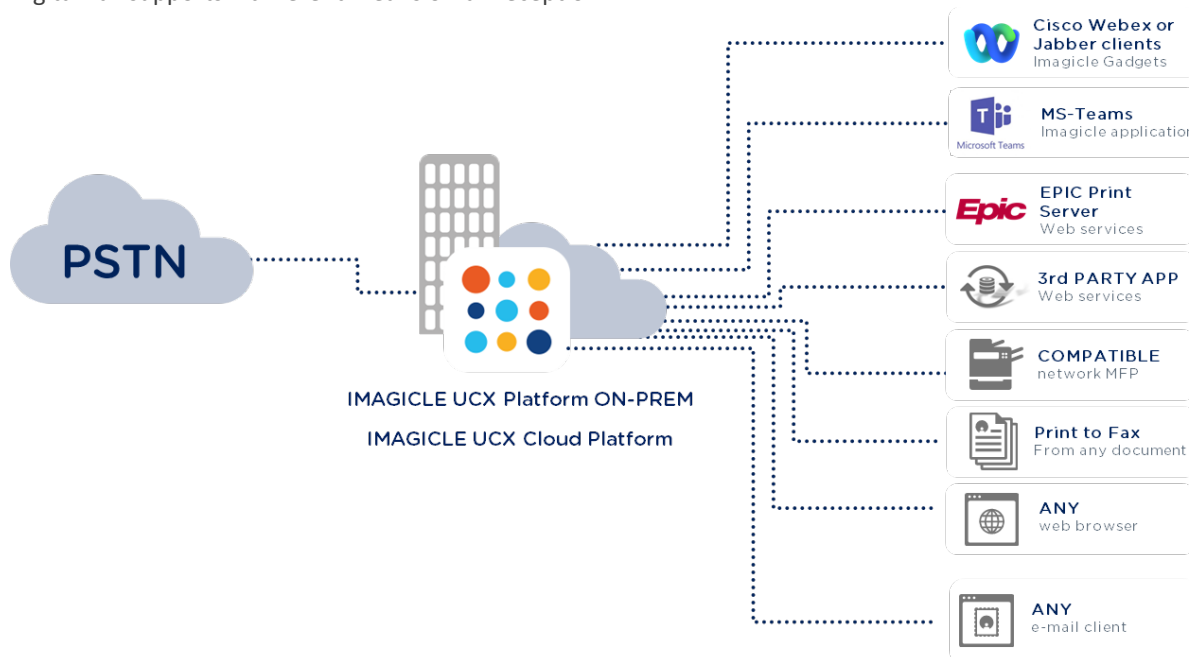 PSTN
IMAGICLE UCX Platform ON-PREM
IMAGICLE UCX Cloud Platform
Cisco Webex or
Jabber clients
Imagicle Gadgets
T
Microsoft Teams
MS-Teams
Imagicle application
Epic
EPIC Print
Server
Web services
3rd PARTY APP
Web services
COMPATIBLE
network MFP
Print to Fax
From any document
ANY
web browser
ANY
e-mail client